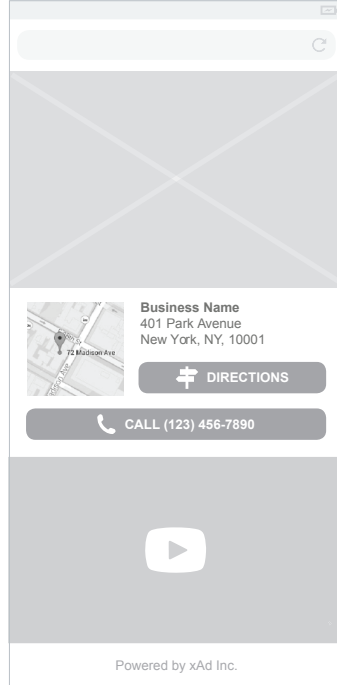 Business Name
401 Park Avenue
New York, NY, 10001
72 Madison Ave
DIRECTIONS
CALL (123) 456-7890
Powered by xAd Inc.